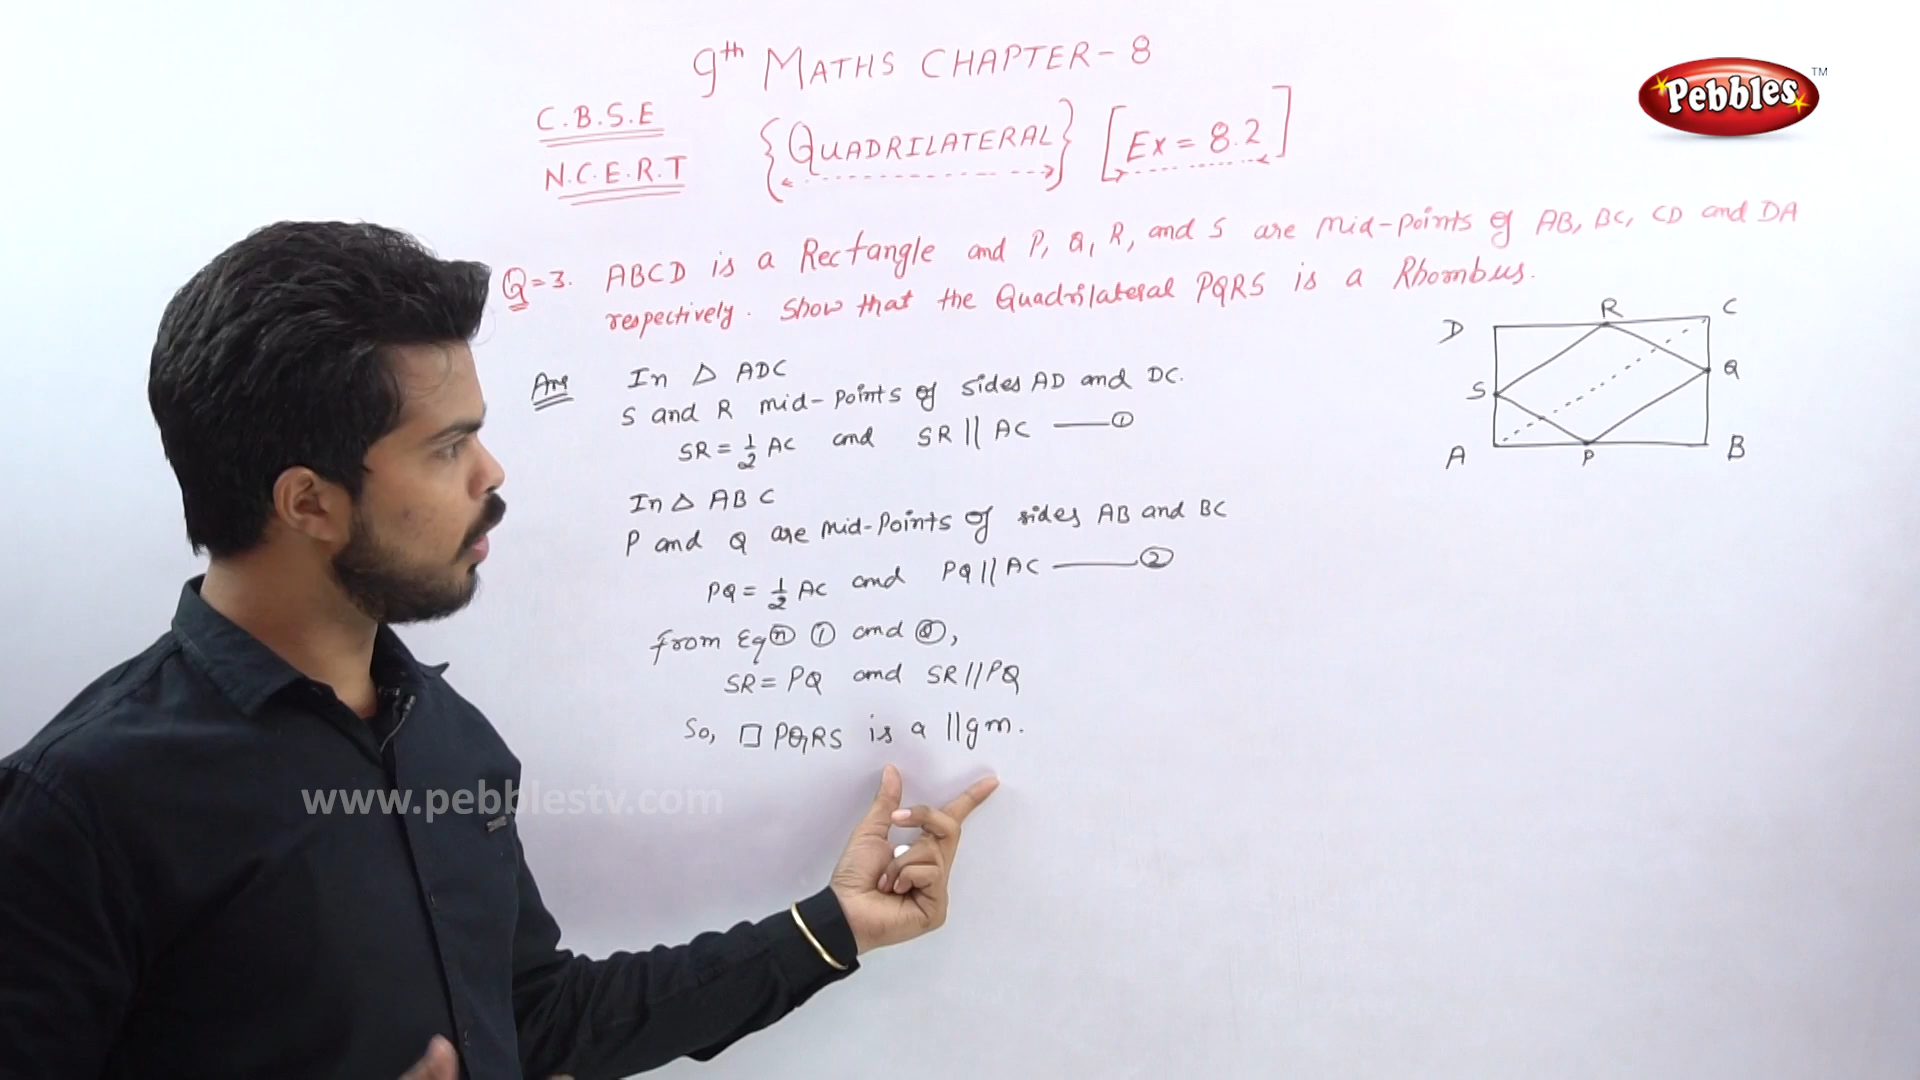 9th MATHS CHAPTER-8
C.B.S.E
N.C.E.R.T
{QUADRILATERAL} [Ex = 8.2]
Pebbles™
Q=3. ABCD is a Rectangle and P, Q, R, and S are mid-points of AB, BC, CD and DA
respectively. Show that the Quadrilateral PQRS is a Rhombus.
Ans In △ ADC
S and R mid-points of sides AD and DC.
SR = 1/2 AC and SR || AC —— ①
In △ ABC
P and Q are mid-points of sides AB and BC
PQ = 1/2 AC and PQ || AC —— ②
from Eqⓝ ① and ②,
SR = PQ and SR // PQ
So, □ PQRS is a ||gm.
D R C
S Q
A P B
www.pebblestv.com